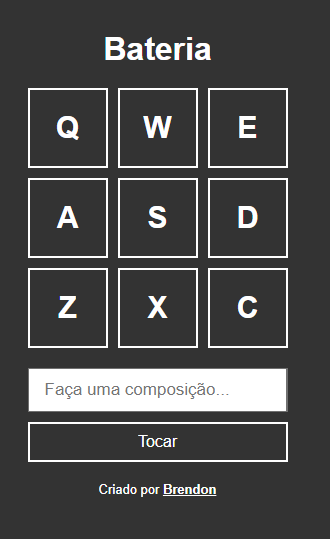 Bateria
Q W E
A S D
Z X C
Faça uma composição...
Tocar
Criado por Brendon